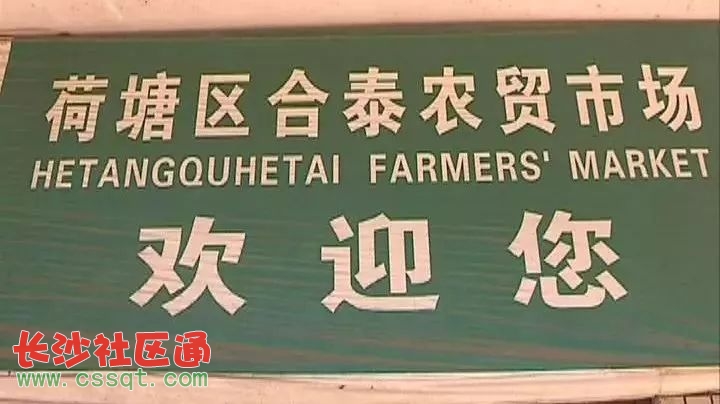 荷塘区合泰农贸市场
HETANGQUHETAI FARMERS' MARKET
欢迎您
长沙社区通
www.cssqt.com